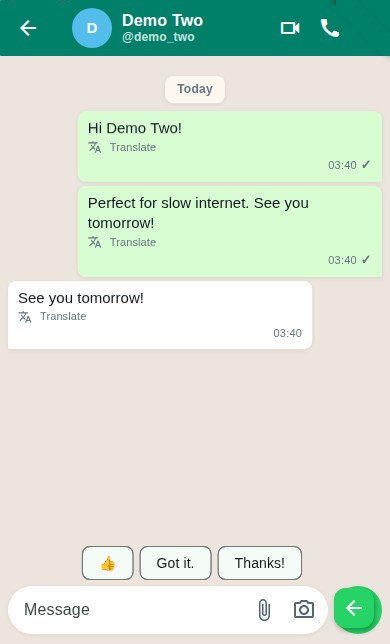 D
Demo Two
@demo_two
Today
Hi Demo Two!
Translate
03:40 ✓
Perfect for slow internet. See you
tomorrow!
Translate
03:40 ✓
See you tomorrow!
Translate
03:40
👍 Got it. Thanks!
Message